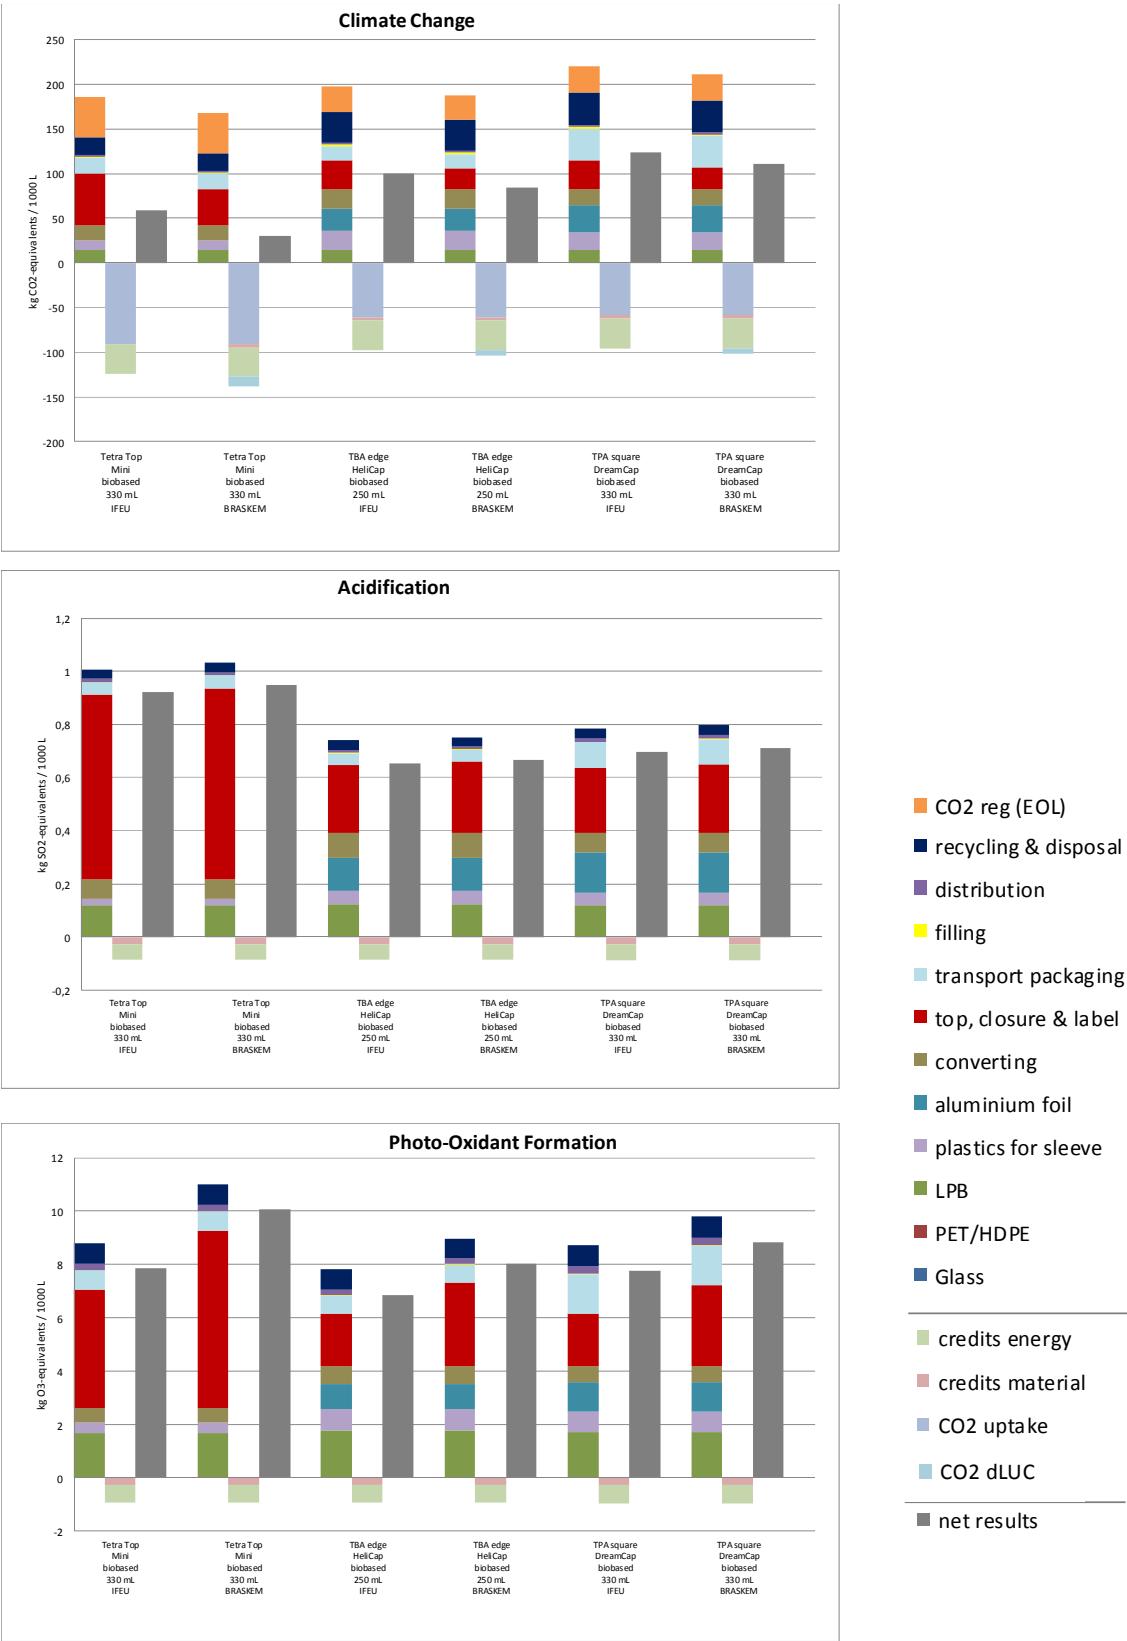 Climate Change
250
200
150
100
50
0
-50
-100
-150
-200
kg CO2-equivalents / 1000 L
Tetra Top
Mini
biobased
330 mL
IFEU
Tetra Top
Mini
biobased
330 mL
BRASKEM
TBA edge
HeliCap
biobased
250 mL
IFEU
TBA edge
HeliCap
biobased
250 mL
BRASKEM
TPA square
DreamCap
biobased
330 mL
IFEU
TPA square
DreamCap
biobased
330 mL
BRASKEM
Acidification
1,2
1
0,8
0,6
0,4
0,2
0
-0,2
kg SO2-equivalents / 1000 L
Tetra Top
Mini
biobased
330 mL
IFEU
Tetra Top
Mini
biobased
330 mL
BRASKEM
TBA edge
HeliCap
biobased
250 mL
IFEU
TBA edge
HeliCap
biobased
250 mL
BRASKEM
TPA square
DreamCap
biobased
330 mL
IFEU
TPA square
DreamCap
biobased
330 mL
BRASKEM
Photo-Oxidant Formation
12
10
8
6
4
2
0
-2
kg O3-equivalents / 1000 L
Tetra Top
Mini
biobased
330 mL
IFEU
Tetra Top
Mini
biobased
330 mL
BRASKEM
TBA edge
HeliCap
biobased
250 mL
IFEU
TBA edge
HeliCap
biobased
250 mL
BRASKEM
TPA square
DreamCap
biobased
330 mL
IFEU
TPA square
DreamCap
biobased
330 mL
BRASKEM
CO2 reg (EOL)
recycling & disposal
distribution
filling
transport packaging
top, closure & label
converting
aluminium foil
plastics for sleeve
LPB
PET/HDPE
Glass
credits energy
credits material
CO2 uptake
CO2 dLUC
net results